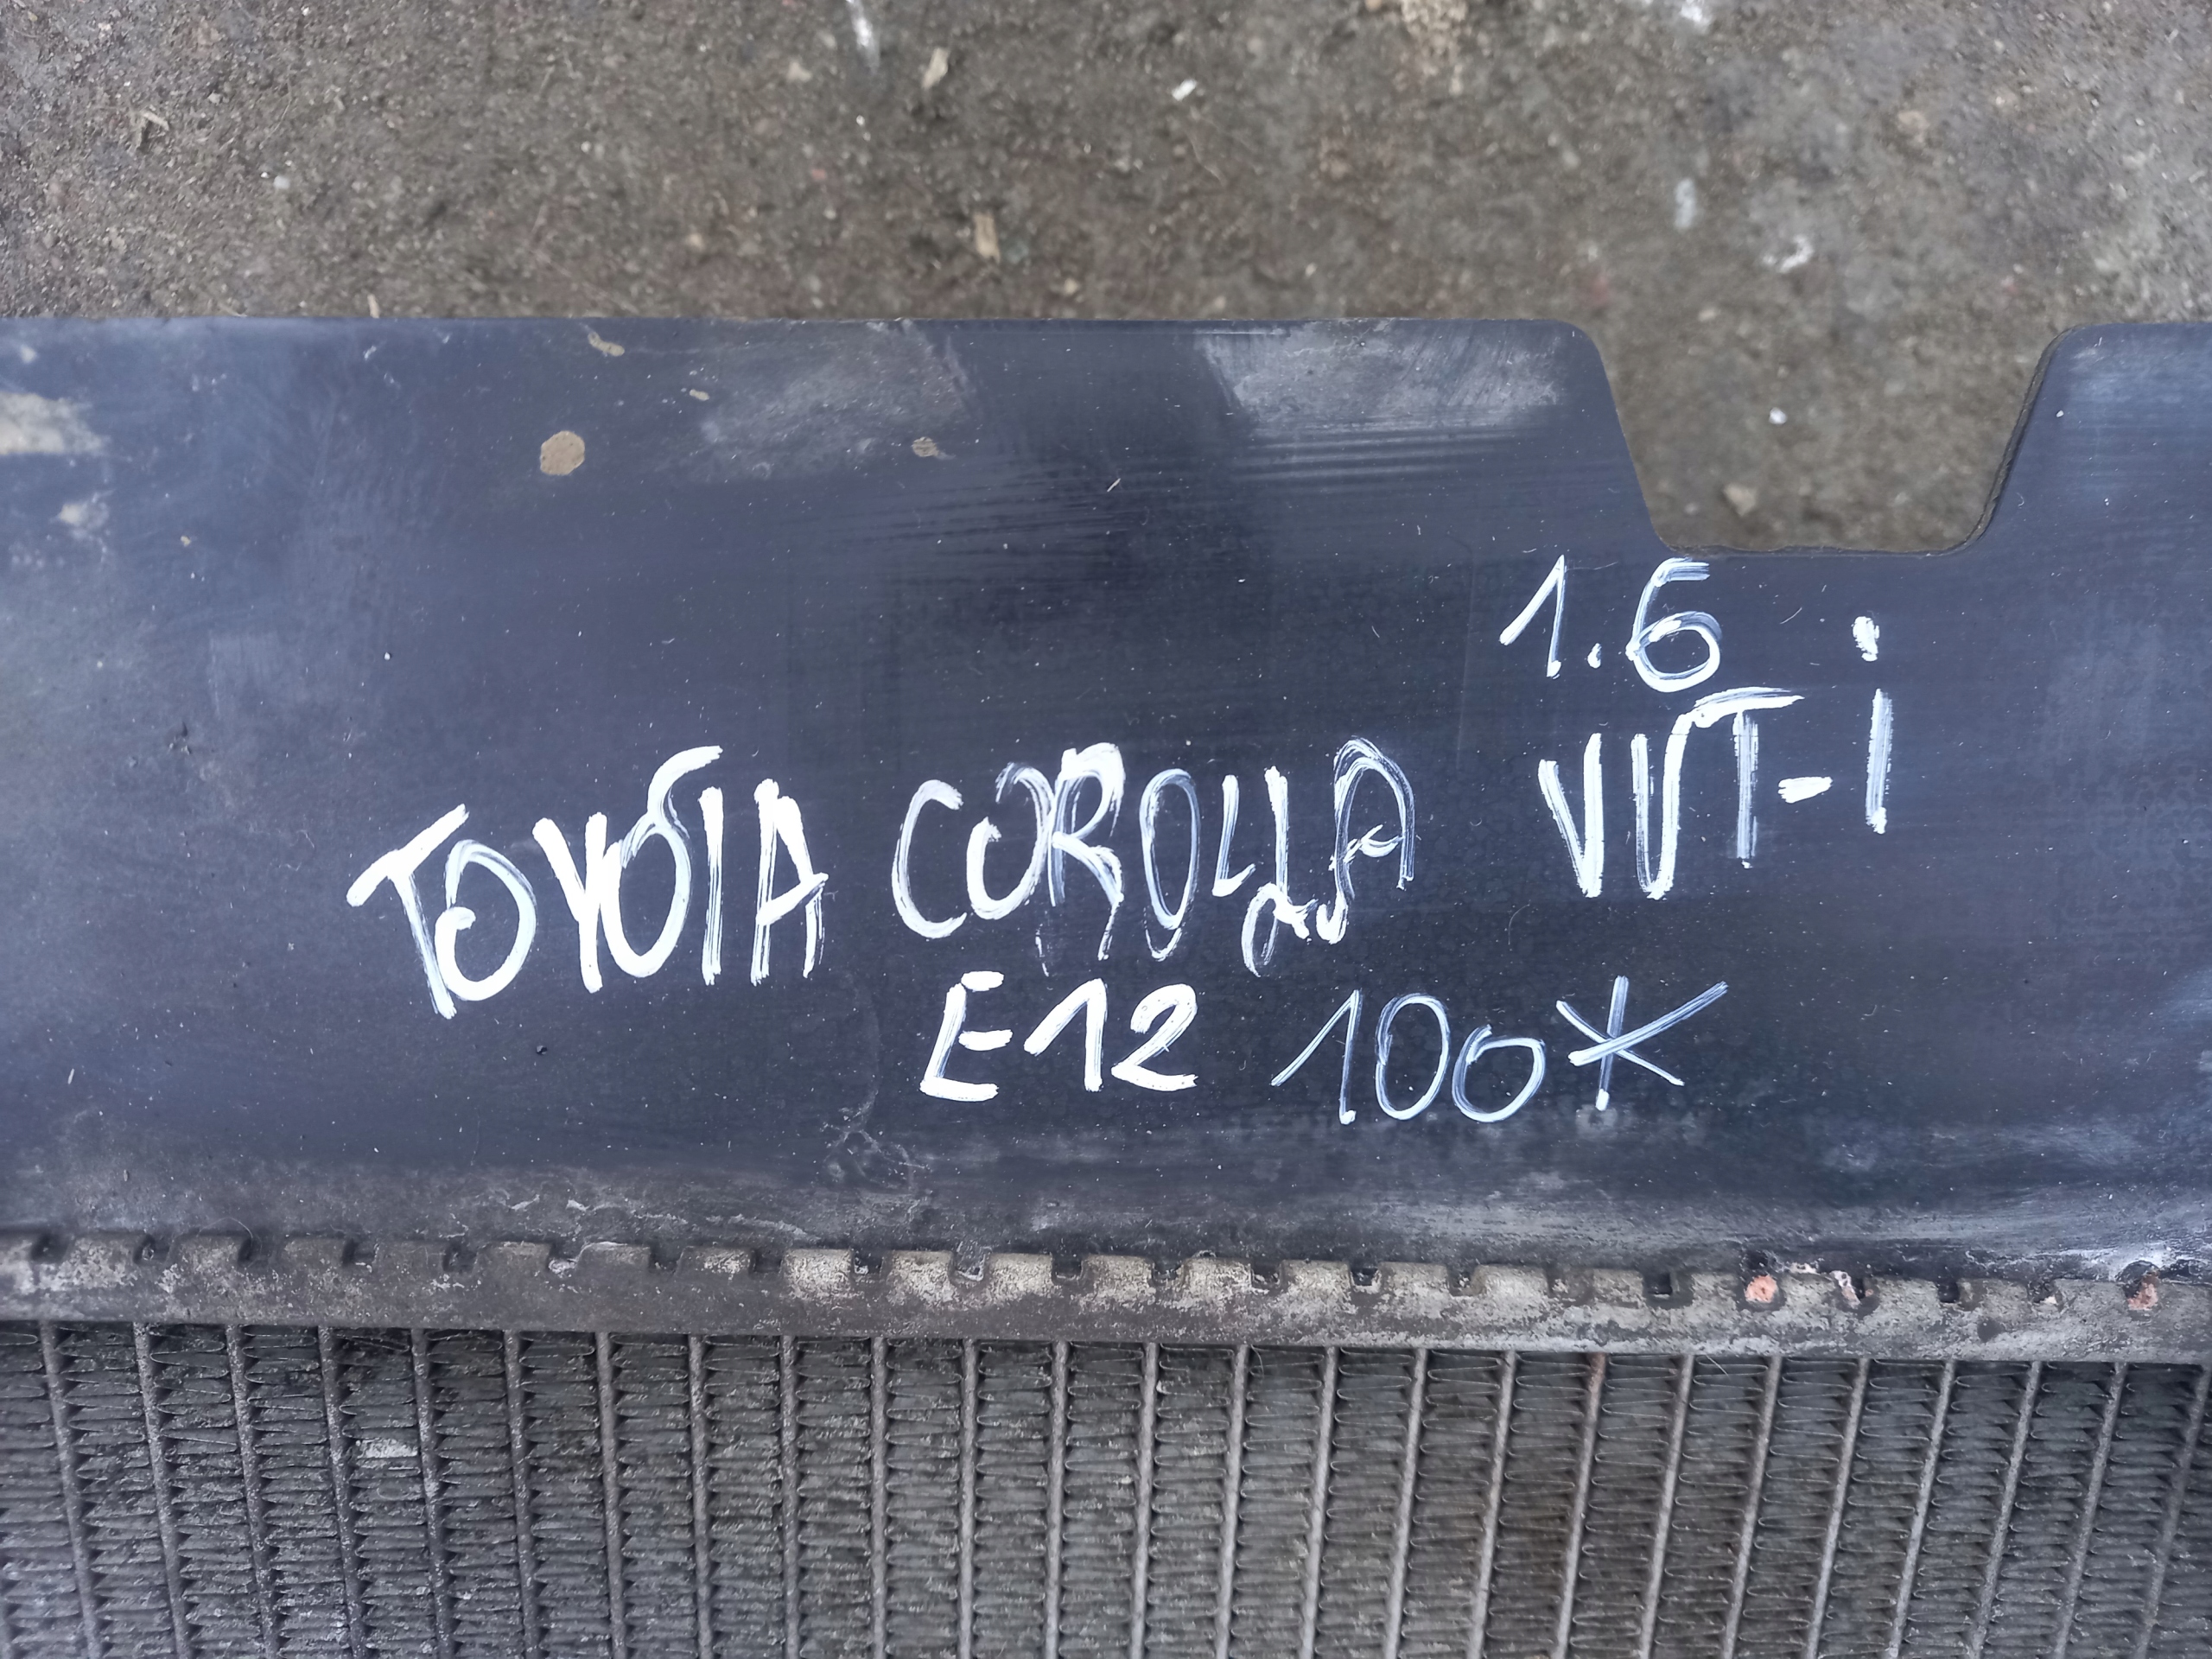 1.6
TOYOTA COROLLA VVT-i
E12 100*